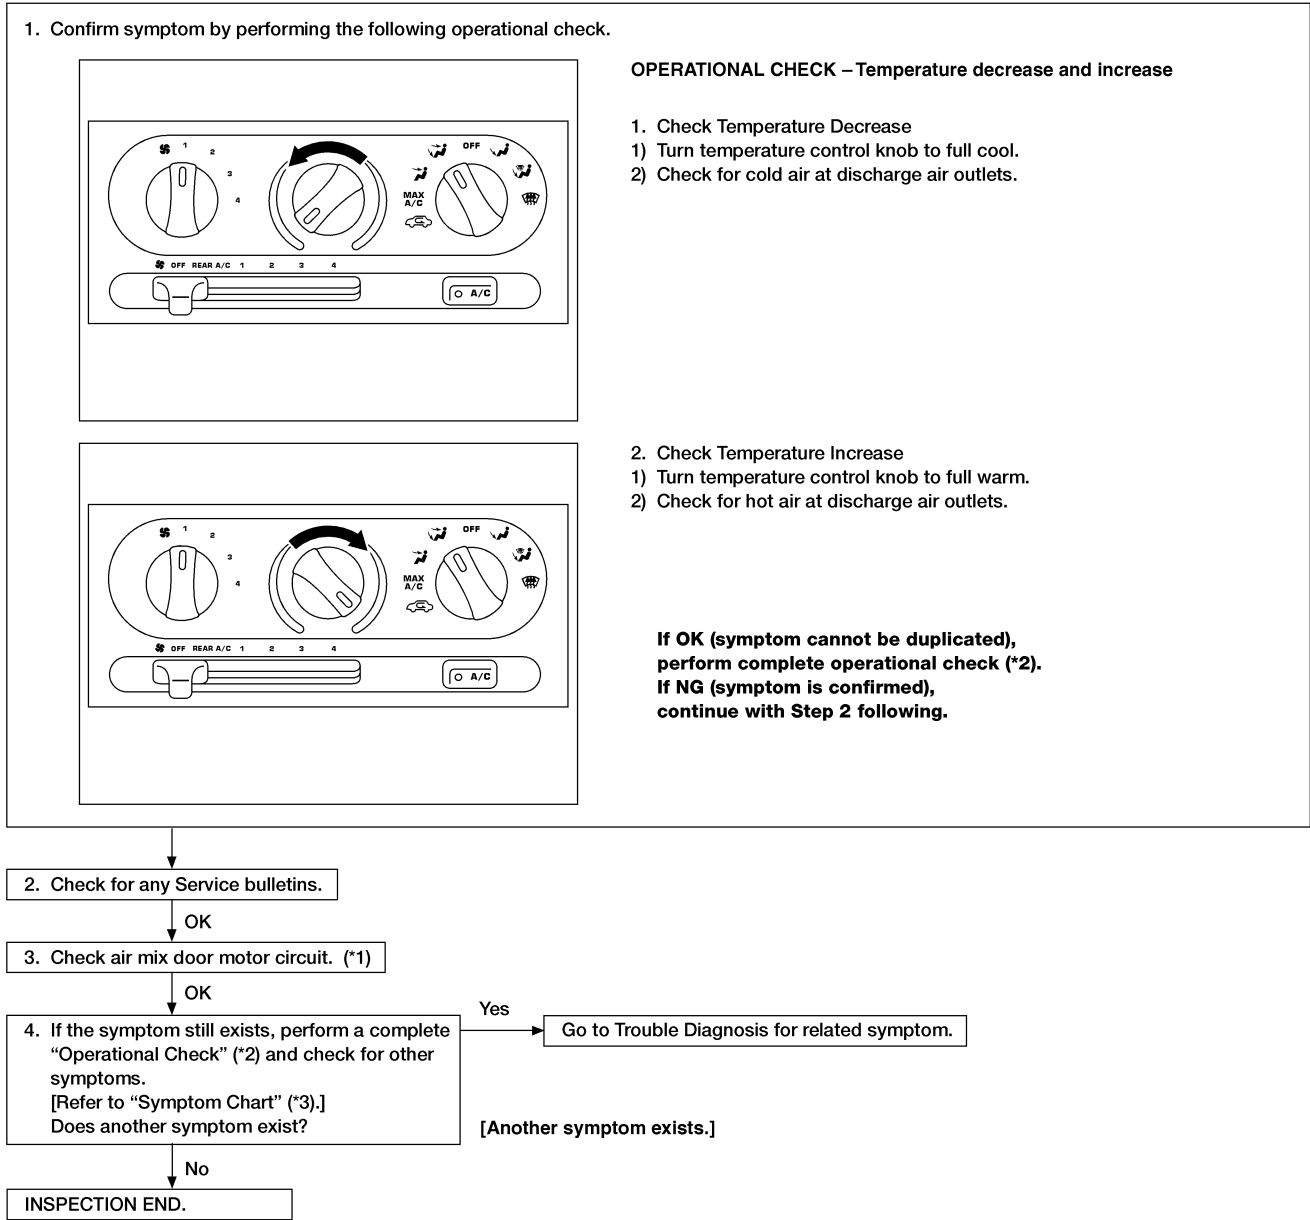 1. Confirm symptom by performing the following operational check.
OPERATIONAL CHECK – Temperature decrease and increase
1. Check Temperature Decrease
1) Turn temperature control knob to full cool.
2) Check for cold air at discharge air outlets.
1
2
3
4
OFF
MAX
A/C
OFF REAR A/C 1 2 3 4
A/C
2. Check Temperature Increase
1) Turn temperature control knob to full warm.
2) Check for hot air at discharge air outlets.
1
2
3
4
OFF
MAX
A/C
OFF REAR A/C 1 2 3 4
A/C
If OK (symptom cannot be duplicated),
perform complete operational check (*2).
If NG (symptom is confirmed),
continue with Step 2 following.
2. Check for any Service bulletins.
OK
3. Check air mix door motor circuit. (*1)
OK
4. If the symptom still exists, perform a complete
“Operational Check” (*2) and check for other
symptoms.
[Refer to “Symptom Chart” (*3).]
Does another symptom exist?
Yes
Go to Trouble Diagnosis for related symptom.
[Another symptom exists.]
No
INSPECTION END.